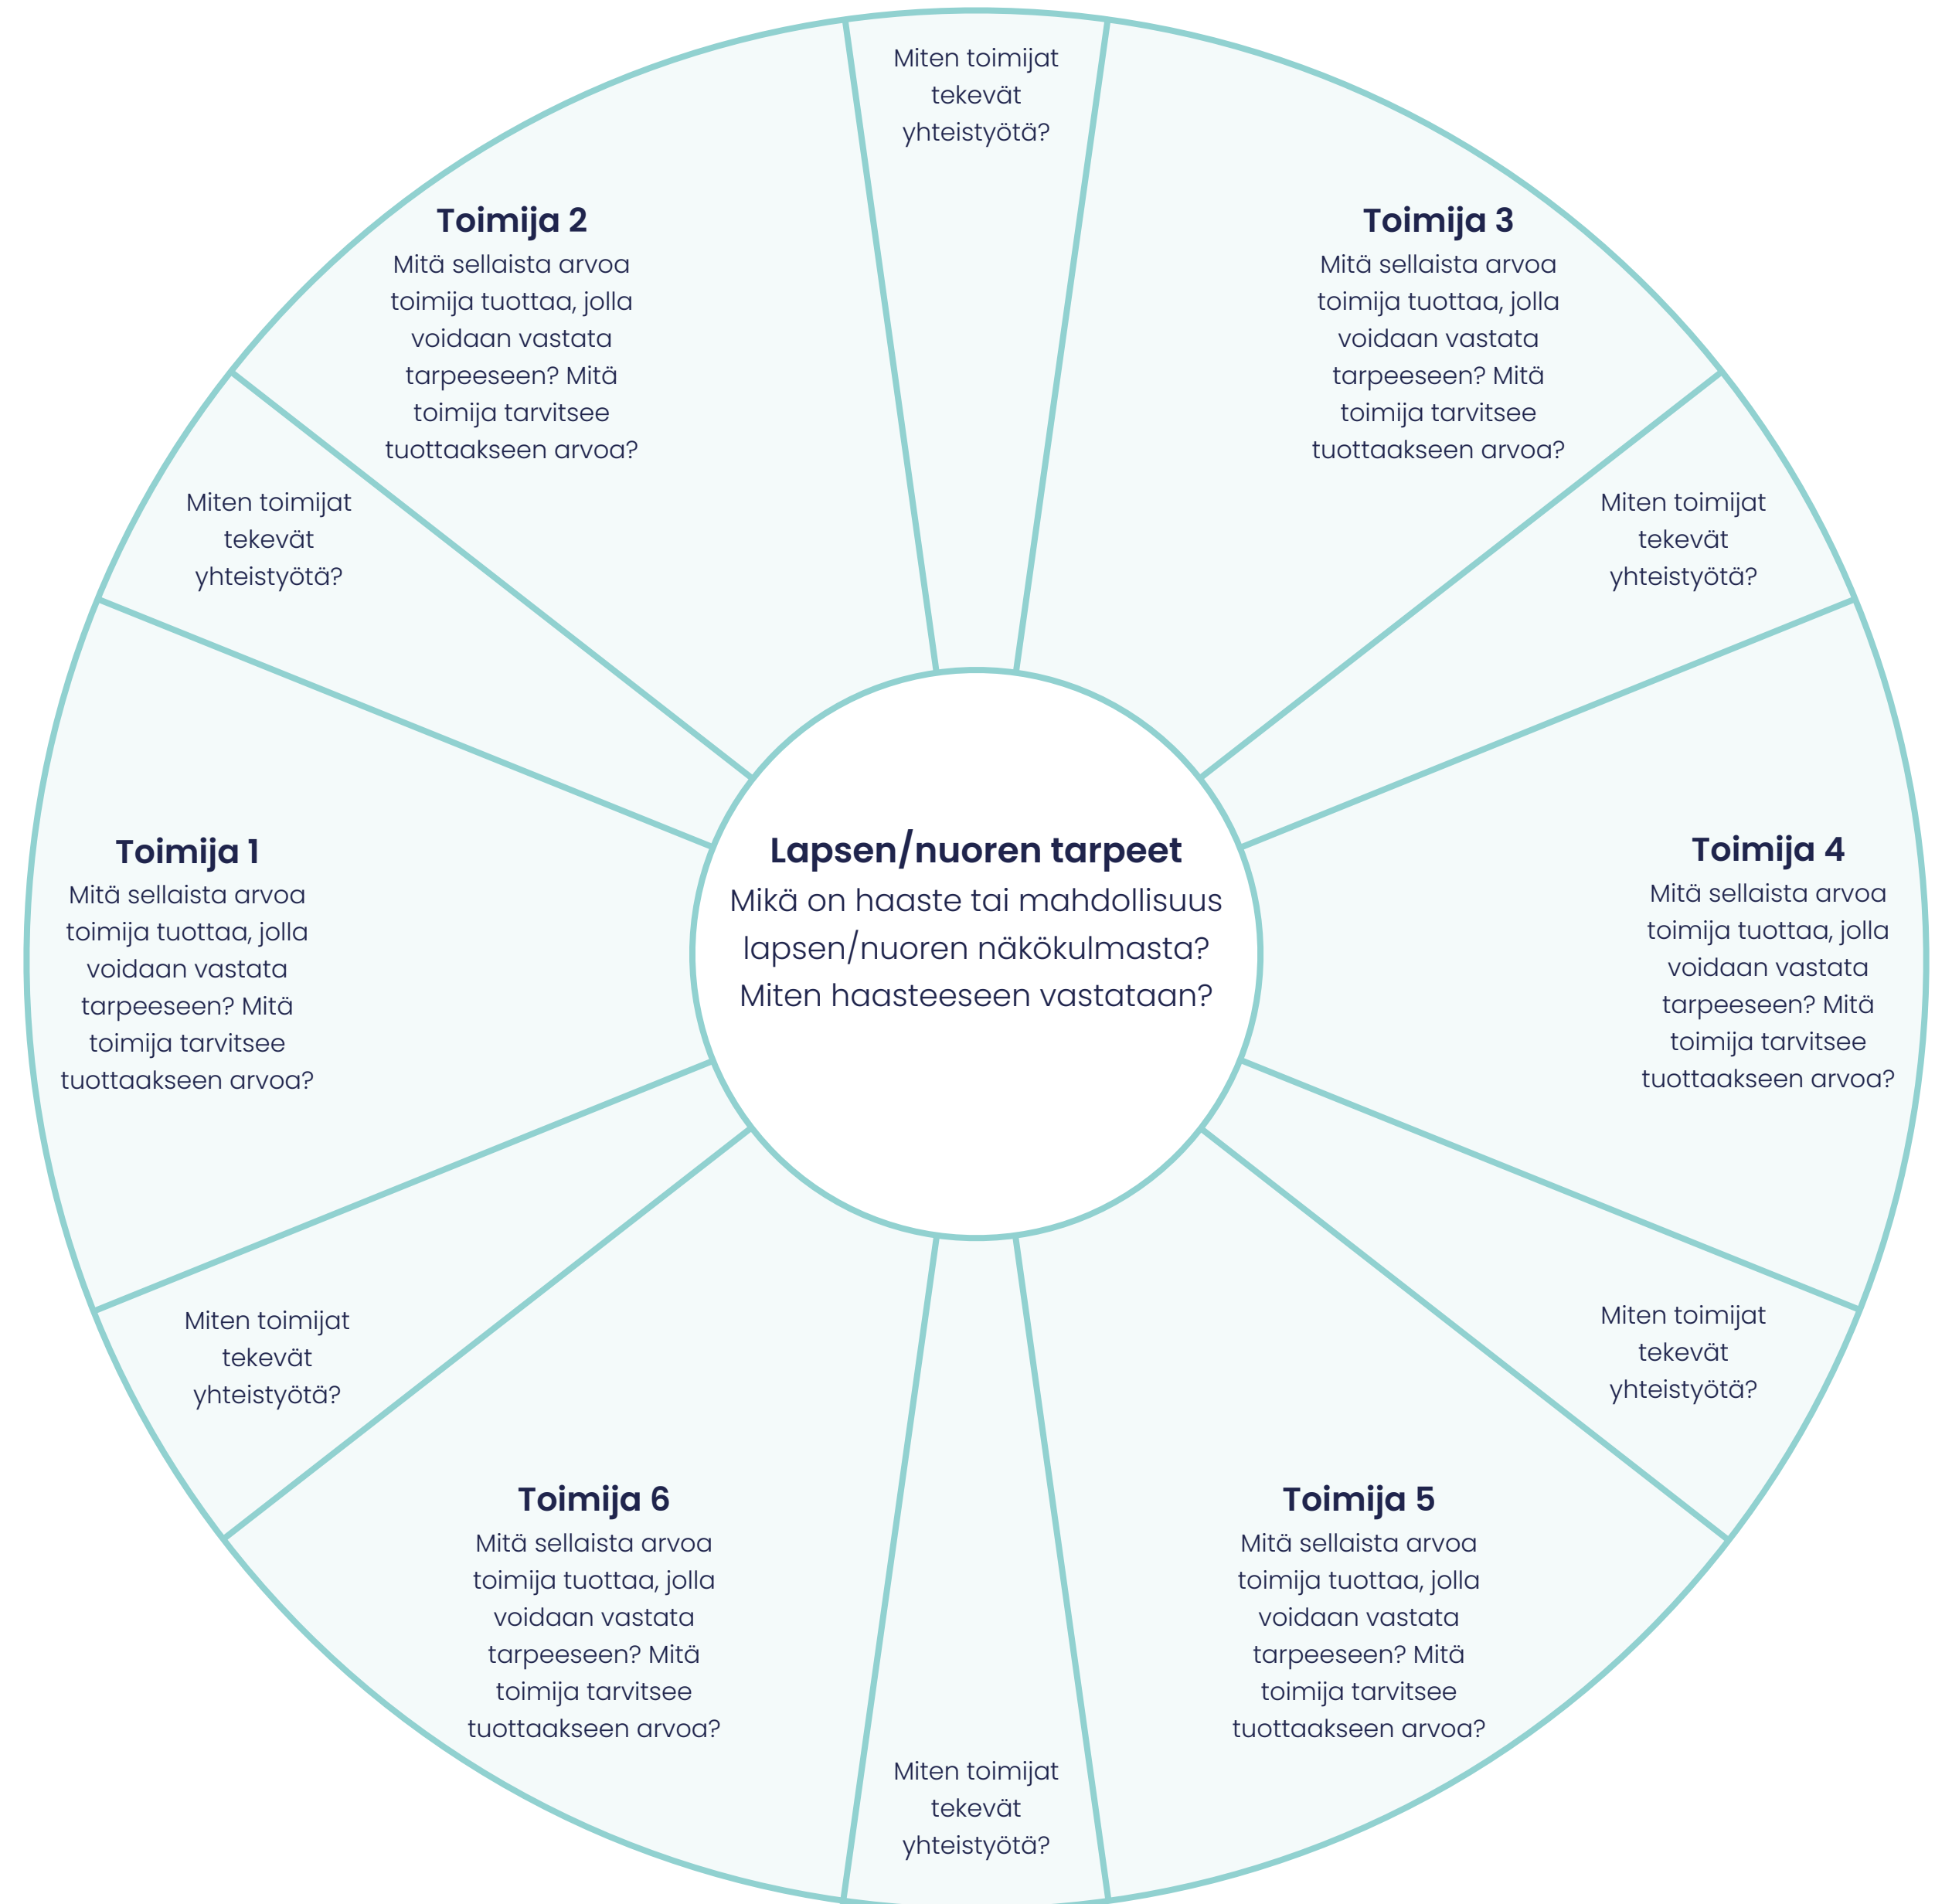 Miten toimijat
tekevät
yhteistyötä?
Toimija 2
Mitä sellaista arvoa
toimija tuottaa, jolla
voidaan vastata
tarpeeseen? Mitä
toimija tarvitsee
tuottaakseen arvoa?
Toimija 3
Mitä sellaista arvoa
toimija tuottaa, jolla
voidaan vastata
tarpeeseen? Mitä
toimija tarvitsee
tuottaakseen arvoa?
Miten toimijat
tekevät
yhteistyötä?
Miten toimijat
tekevät
yhteistyötä?
Toimija 1
Mitä sellaista arvoa
toimija tuottaa, jolla
voidaan vastata
tarpeeseen? Mitä
toimija tarvitsee
tuottaakseen arvoa?
Lapsen/nuoren tarpeet
Mikä on haaste tai mahdollisuus
lapsen/nuoren näkökulmasta?
Miten haasteeseen vastataan?
Toimija 4
Mitä sellaista arvoa
toimija tuottaa, jolla
voidaan vastata
tarpeeseen? Mitä
toimija tarvitsee
tuottaakseen arvoa?
Miten toimijat
tekevät
yhteistyötä?
Miten toimijat
tekevät
yhteistyötä?
Toimija 6
Mitä sellaista arvoa
toimija tuottaa, jolla
voidaan vastata
tarpeeseen? Mitä
toimija tarvitsee
tuottaakseen arvoa?
Toimija 5
Mitä sellaista arvoa
toimija tuottaa, jolla
voidaan vastata
tarpeeseen? Mitä
toimija tarvitsee
tuottaakseen arvoa?
Miten toimijat
tekevät
yhteistyötä?